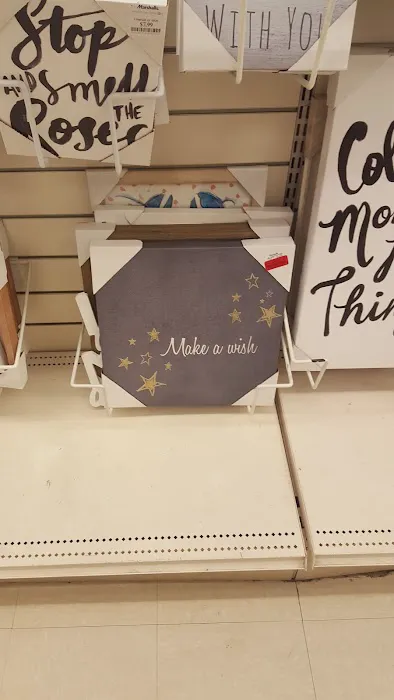 Stop
AND Smell
THE
Roses
$7.99
WITH YOU
Make a wish
Col
Mo
Thin